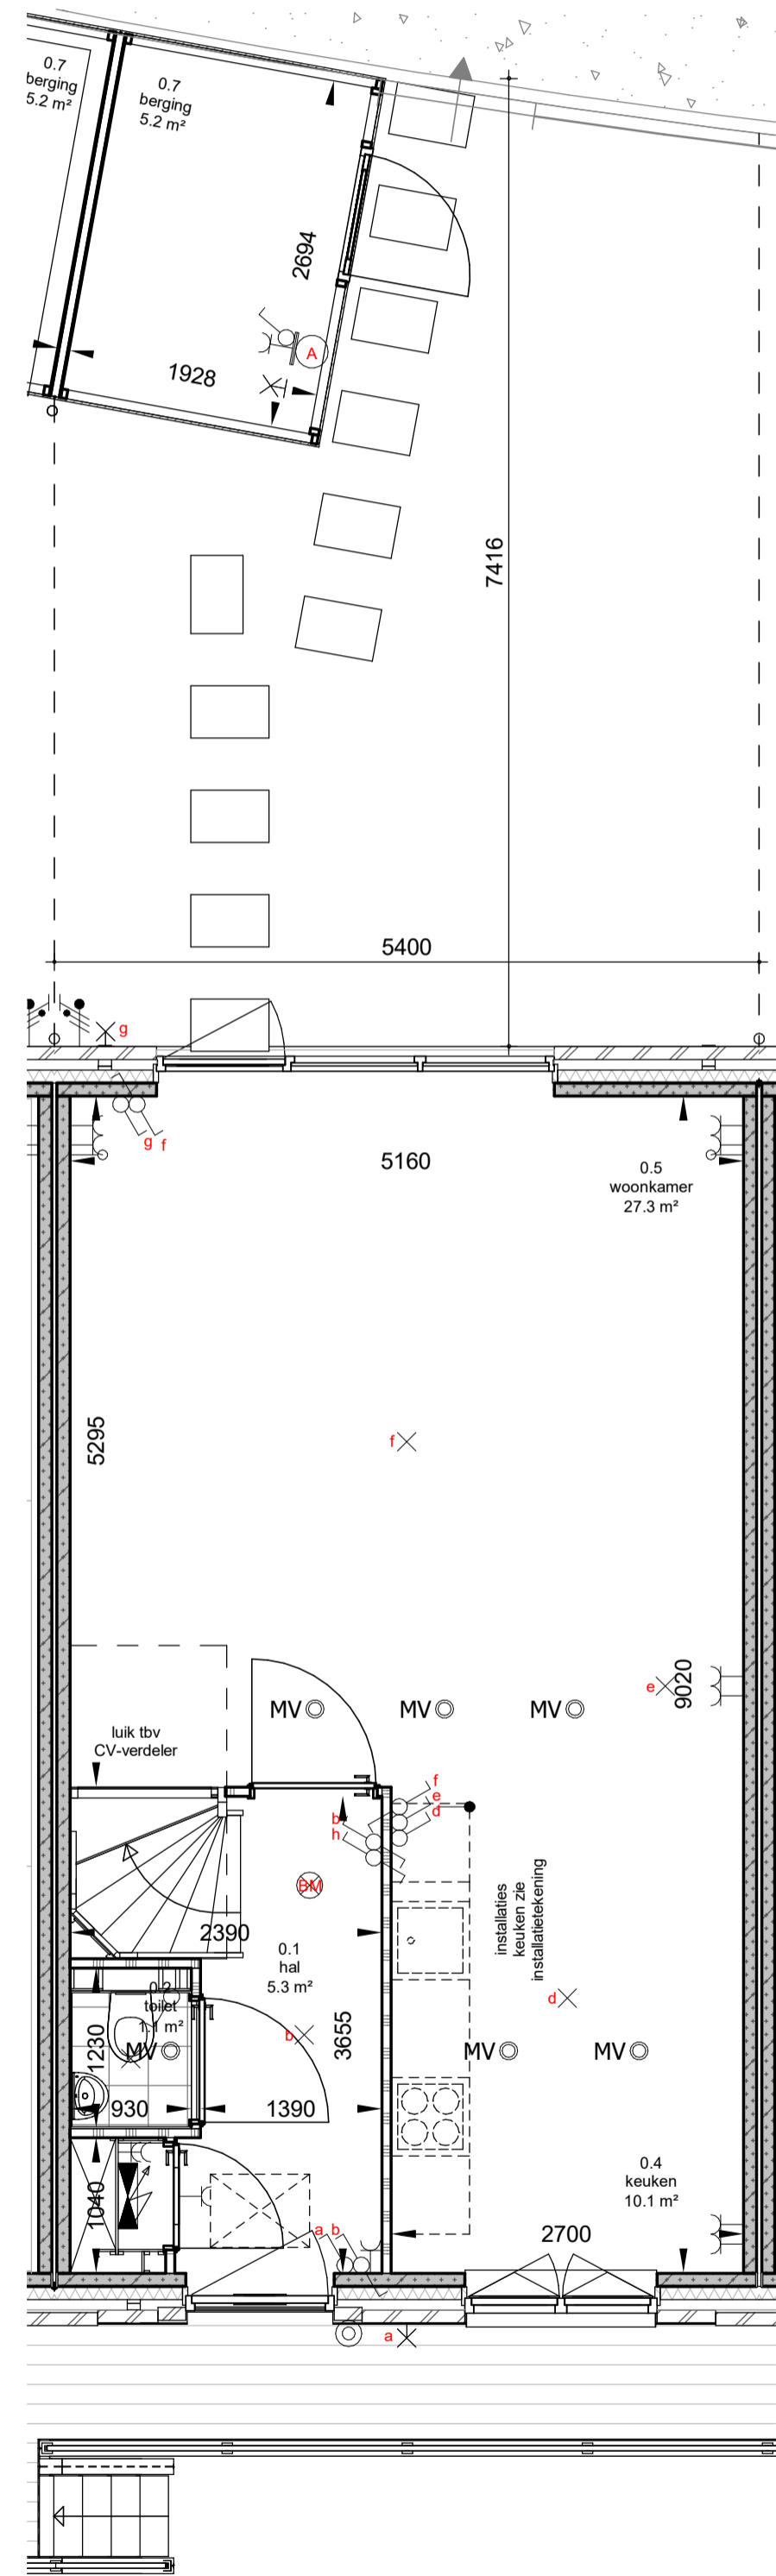 0.7
berging
5.2 m²
0.7
berging
5.2 m²
2694
A
1928
7416
5400
g
g f
5160
0.5
woonkamer
27.3 m²
5295
f
e
9020
MV MV MV
luik tbv
CV-verdeler
f
e
d
b
h
BM
installaties
keuken zie
installatietekening
2390
0.1
hal
5.3 m²
0.2
toilet
1.1 m²
d
b
3655
1230
MV
MV MV
930
1390
0.4
keuken
10.1 m²
1040
a b
2700
a